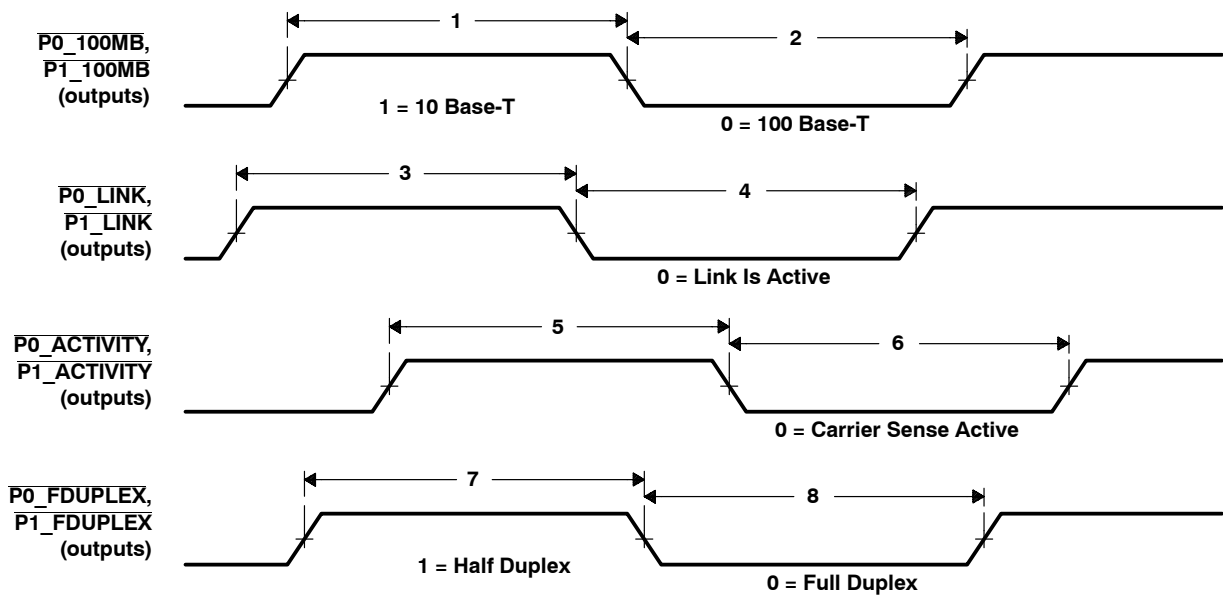 1
2
P0_100MB,
P1_100MB
(outputs)
1 = 10 Base-T
0 = 100 Base-T
3
4
P0_LINK,
P1_LINK
(outputs)
0 = Link Is Active
5
6
P0_ACTIVITY,
P1_ACTIVITY
(outputs)
0 = Carrier Sense Active
7
8
P0_FDUPLEX,
P1_FDUPLEX
(outputs)
1 = Half Duplex
0 = Full Duplex